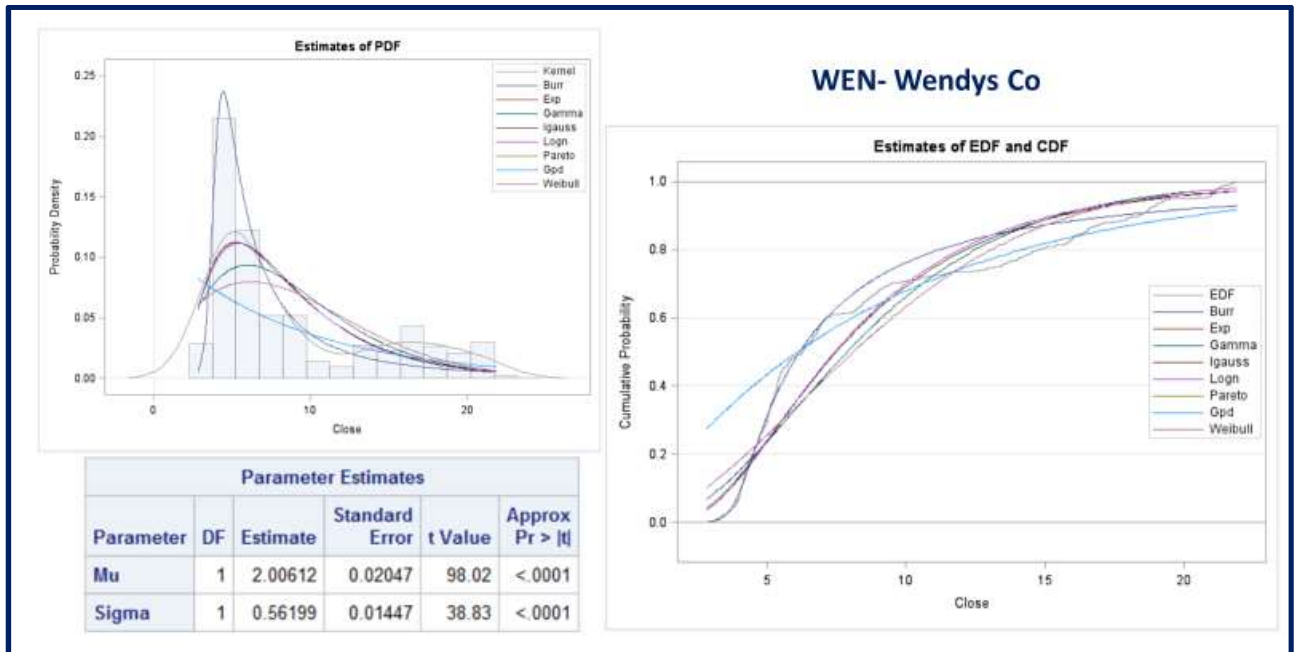 Estimates of PDF
Probability Density
0.25
0.20
0.15
0.10
0.05
0.00
0
10
20
Close
Kernel
Burr
Exp
Gamma
Igauss
Logn
Pareto
Gpd
Weibull
WEN- Wendys Co
Estimates of EDF and CDF
Cumulative Probability
1.0
0.8
0.6
0.4
0.2
0.0
5
10
15
20
Close
EDF
Burr
Exp
Gamma
Igauss
Logn
Pareto
Gpd
Weibull
Parameter Estimates
Parameter DF Estimate Standard Error t Value Approx Pr > |t|
Mu 1 2.00612 0.02047 98.02 <.0001
Sigma 1 0.56199 0.01447 38.83 <.0001